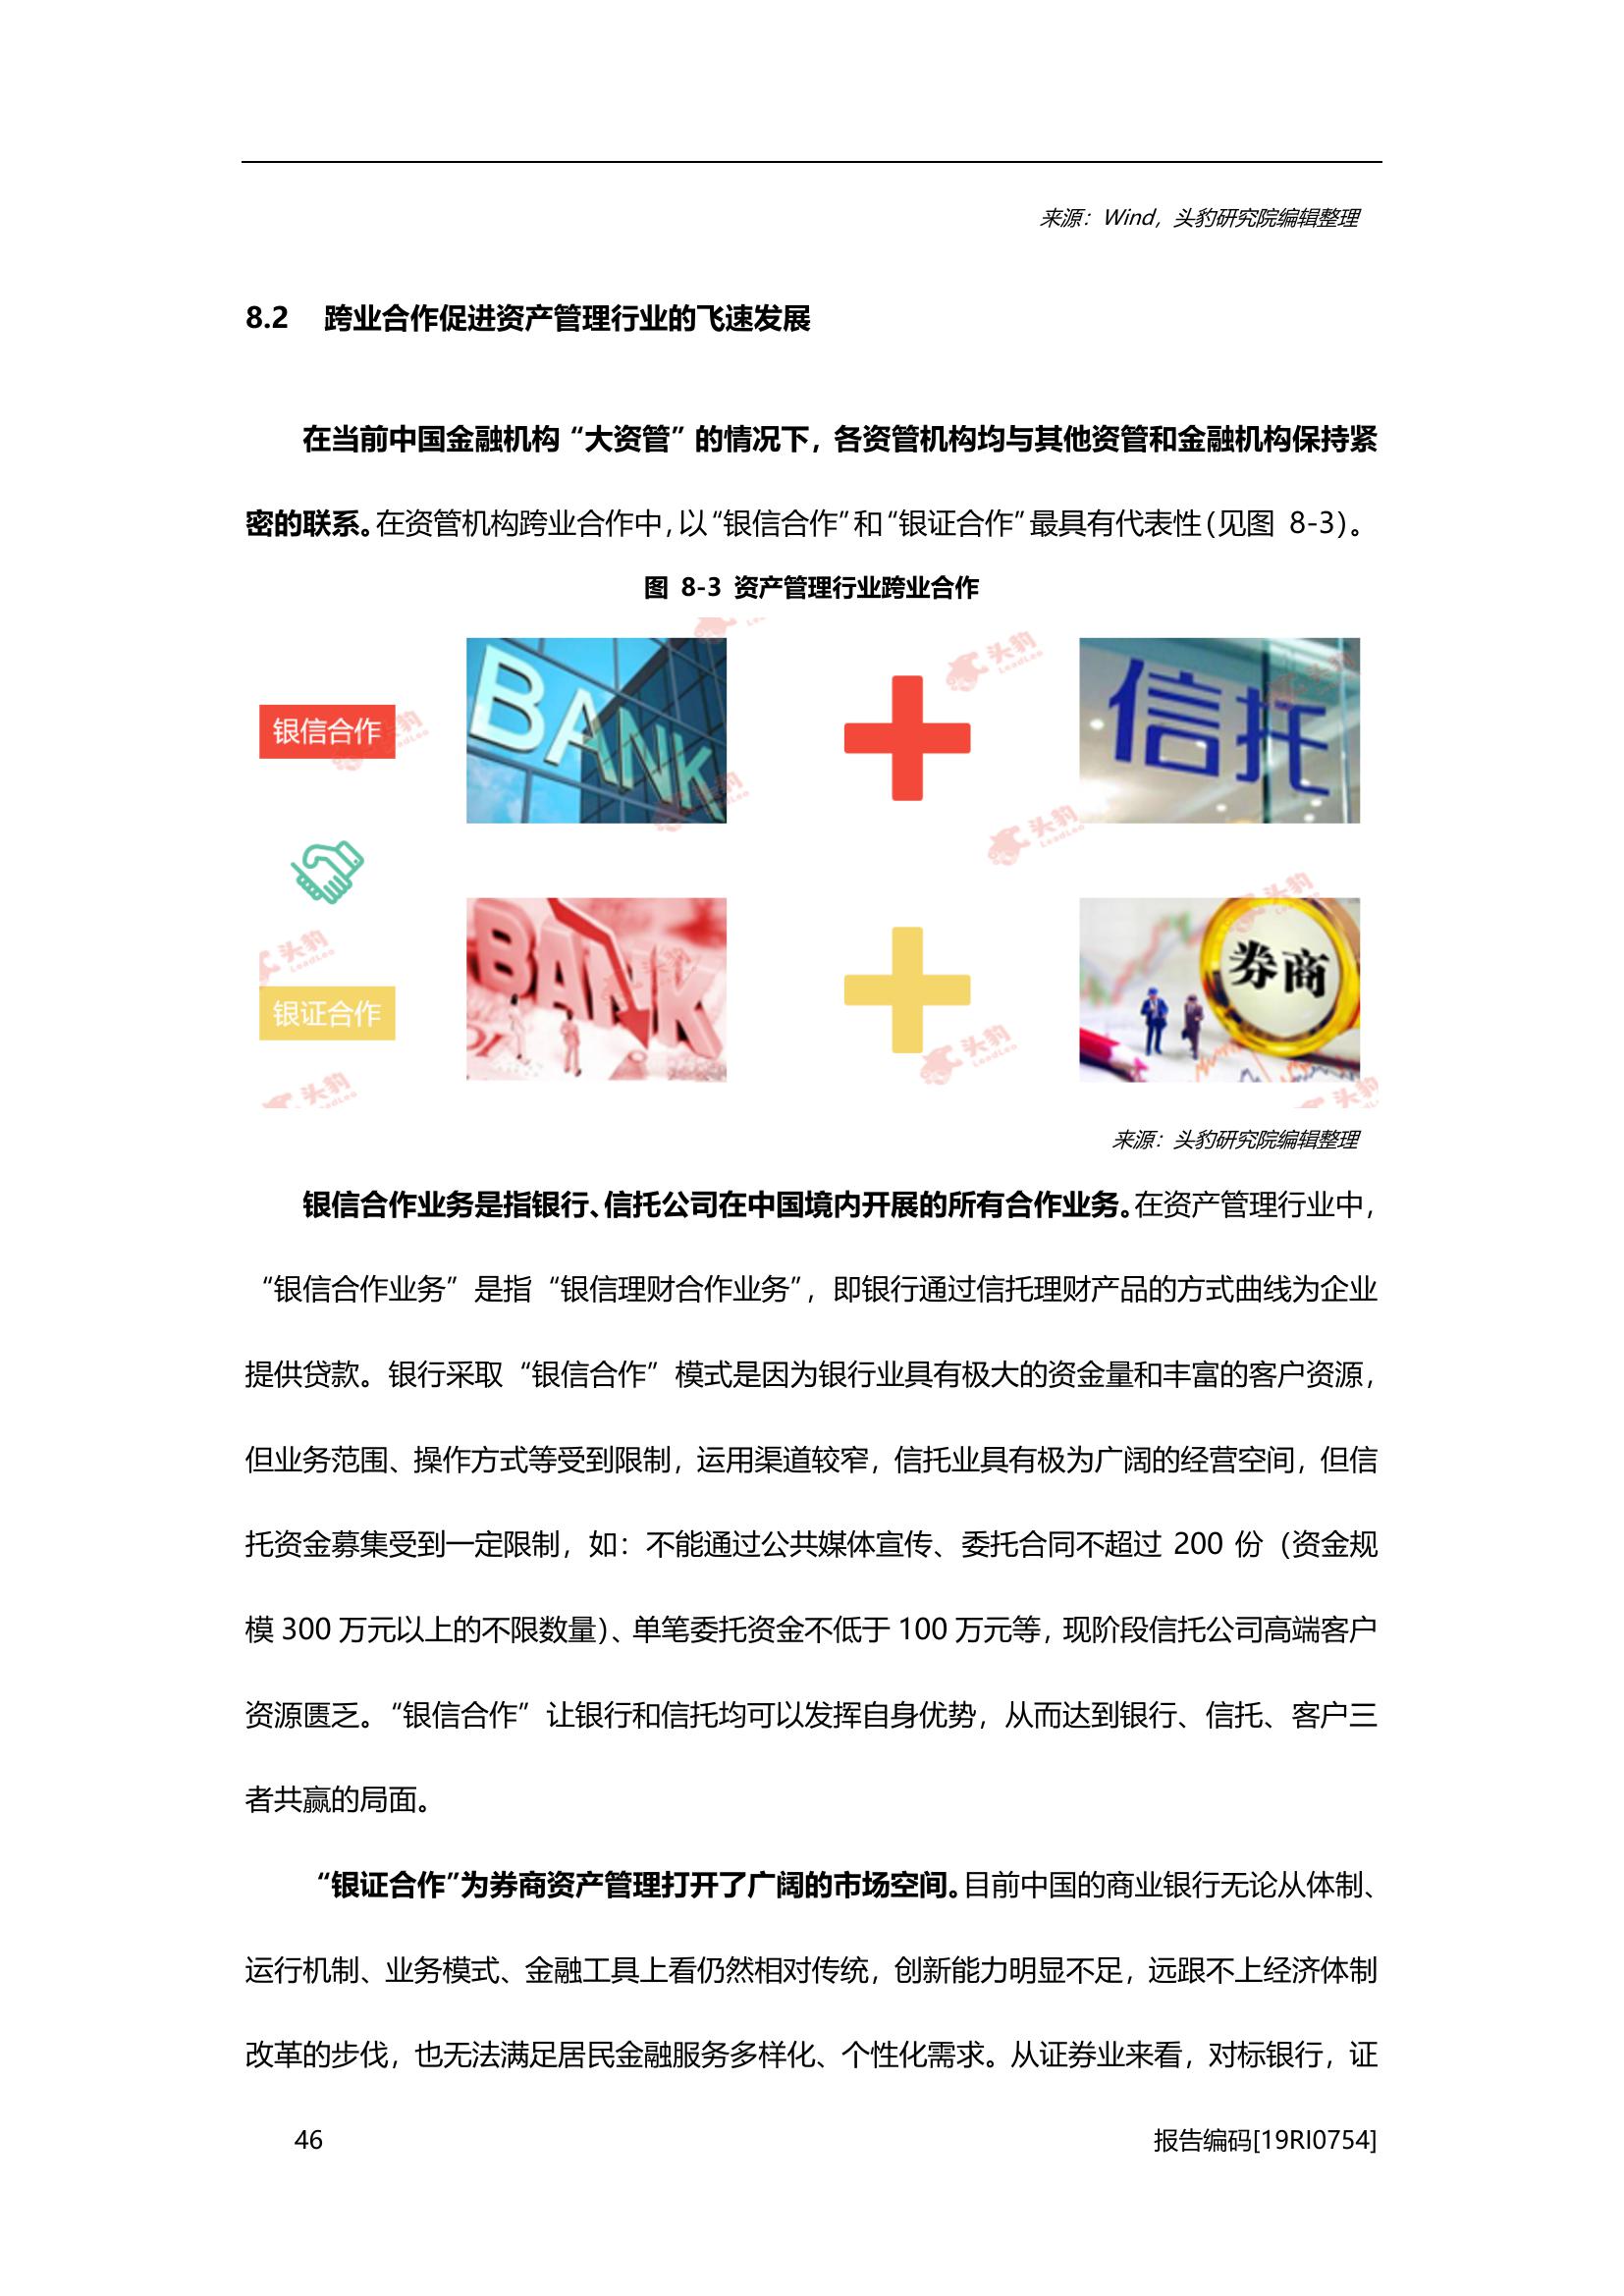 来源：Wind，头豹研究院编辑整理
8.2 跨业合作促进资产管理行业的飞速发展
在当前中国金融机构“大资管”的情况下，各资管机构均与其他资管和金融机构保持紧
密的联系。在资管机构跨业合作中，以“银信合作”和“银证合作”最具有代表性（见图 8-3）。
图 8-3 资产管理行业跨业合作
银信合作
BANK
信托
银证合作
BANK
券商
头豹
LeadLeo
来源：头豹研究院编辑整理
银信合作业务是指银行、信托公司在中国境内开展的所有合作业务。在资产管理行业中，
“银信合作业务”是指“银信理财合作业务”，即银行通过信托理财产品的方式曲线为企业
提供贷款。银行采取“银信合作”模式是因为银行业具有极大的资金量和丰富的客户资源，
但业务范围、操作方式等受到限制，运用渠道较窄，信托业具有极为广阔的经营空间，但信
托资金募集受到一定限制，如：不能通过公共媒体宣传、委托合同不超过 200 份（资金规
模 300 万元以上的不限数量）、单笔委托资金不低于 100 万元等，现阶段信托公司高端客户
资源匮乏。“银信合作”让银行和信托均可以发挥自身优势，从而达到银行、信托、客户三
者共赢的局面。
“银证合作”为券商资产管理打开了广阔的市场空间。目前中国的商业银行无论从体制、
运行机制、业务模式、金融工具上看仍然相对传统，创新能力明显不足，远跟不上经济体制
改革的步伐，也无法满足居民金融服务多样化、个性化需求。从证券业来看，对标银行，证
46
报告编码[19RI0754]